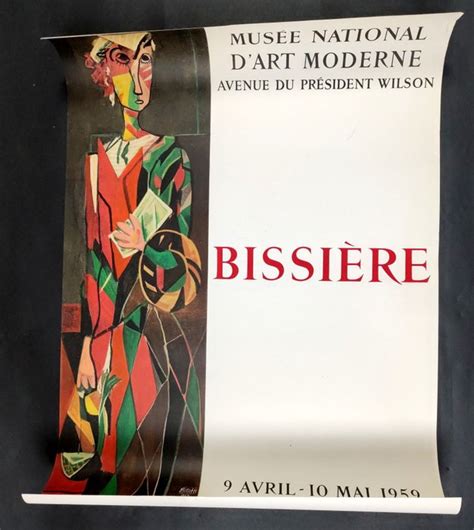 MUSÉE NATIONAL
D'ART MODERNE
AVENUE DU PRÉSIDENT WILSON
BISSIÈRE
9 AVRIL - 10 MAI 1959